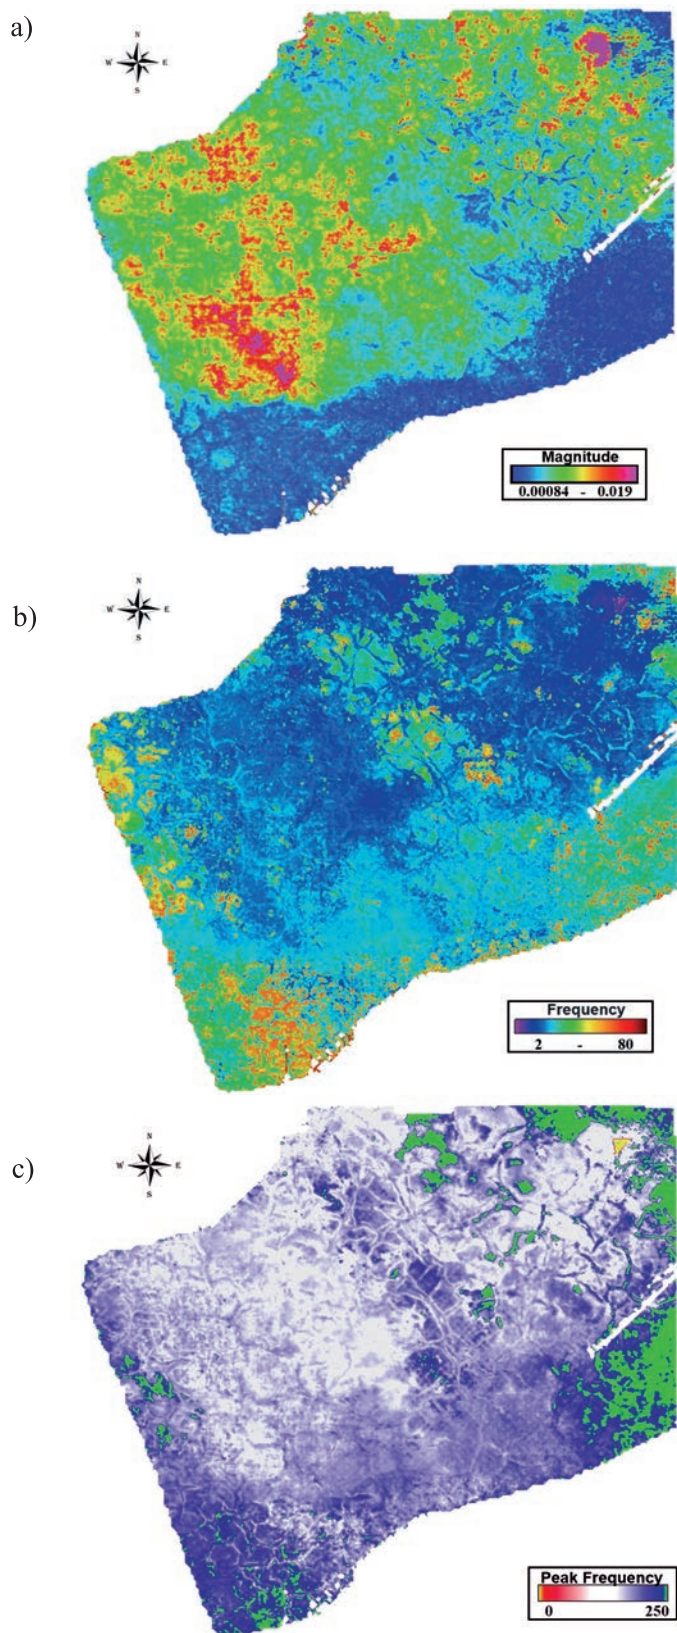 a)
N
W E
S
Magnitude
0.00084 - 0.019
b)
N
W E
S
Frequency
2 - 80
c)
N
W E
S
Peak Frequency
0 250